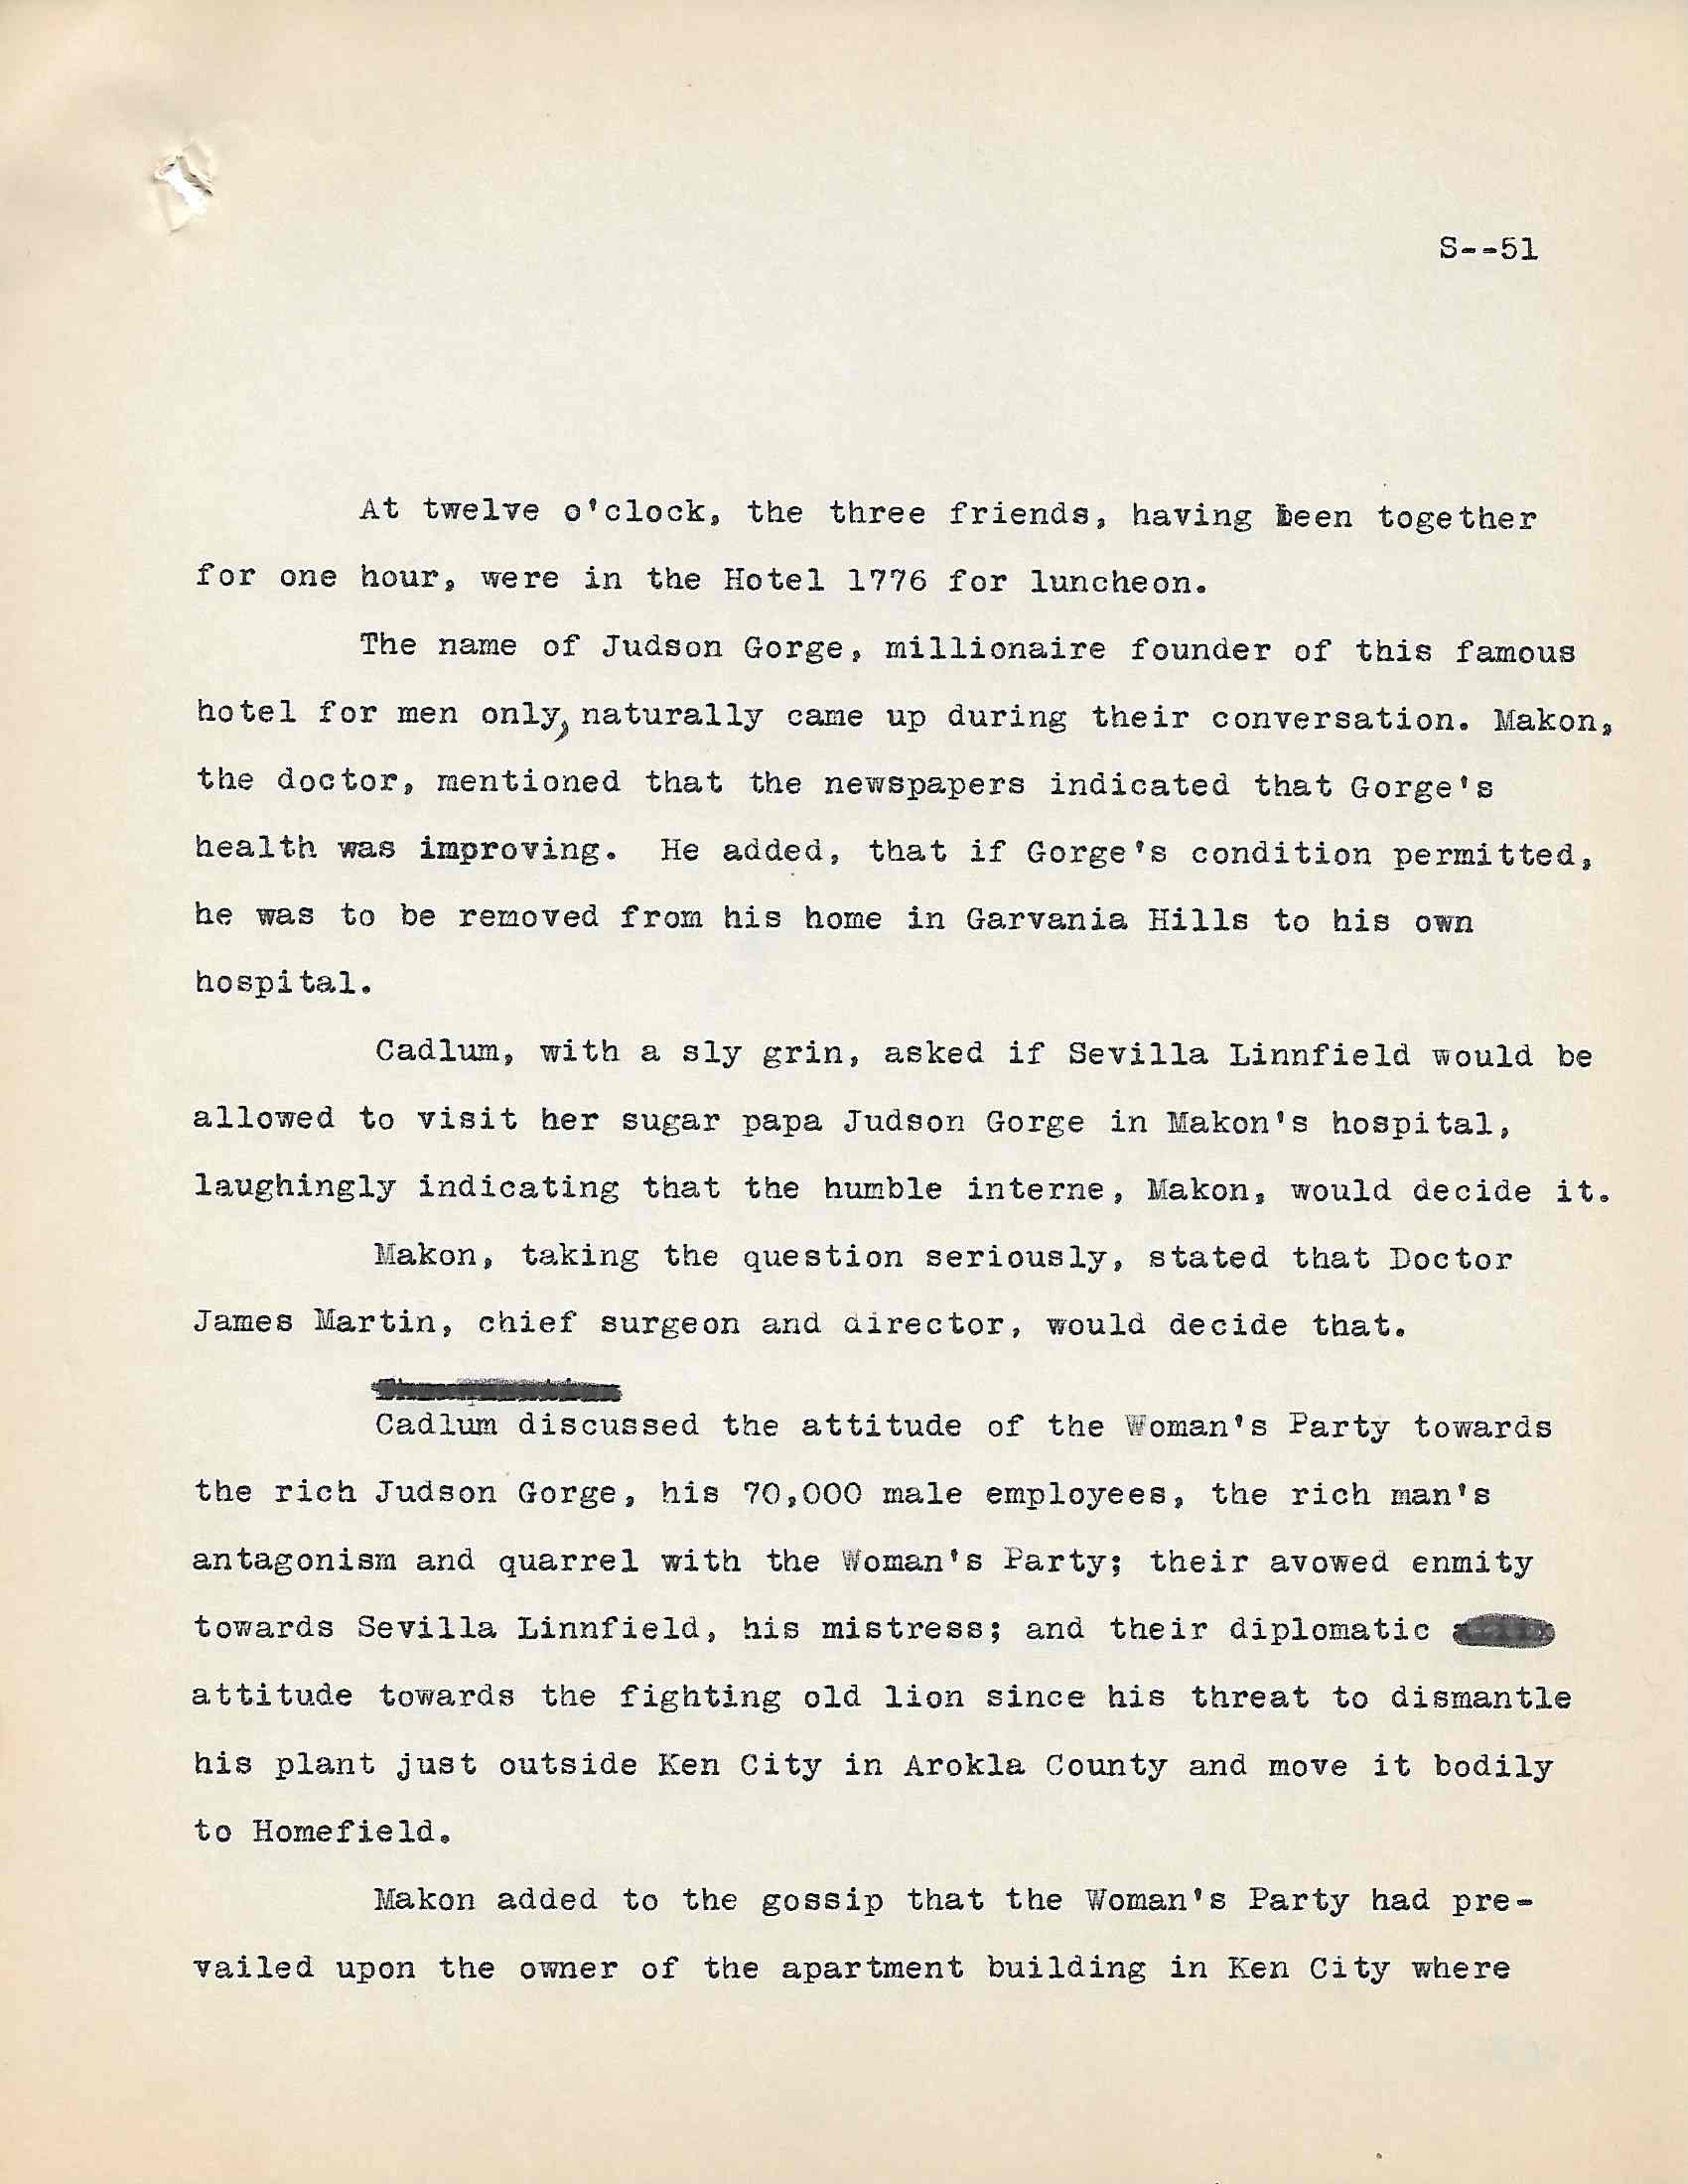 S--51
At twelve o'clock, the three friends, having been together
for one hour, were in the Hotel 1776 for luncheon.
The name of Judson Gorge, millionaire founder of this famous
hotel for men only, naturally came up during their conversation. Makon,
the doctor, mentioned that the newspapers indicated that Gorge's
health was improving.  He added, that if Gorge's condition permitted,
he was to be removed from his home in Garvania Hills to his own
hospital.
Cadlum, with a sly grin, asked if Sevilla Linnfield would be
allowed to visit her sugar papa Judson Gorge in Makon's hospital,
laughingly indicating that the humble interne, Makon, would decide it.
Makon, taking the question seriously, stated that Doctor
James Martin, chief surgeon and director, would decide that.
Cadlum discussed the attitude of the Woman's Party towards
the rich Judson Gorge, his 70,000 male employees, the rich man's
antagonism and quarrel with the Woman's Party; their avowed enmity
towards Sevilla Linnfield, his mistress; and their diplomatic
attitude towards the fighting old lion since his threat to dismantle
his plant just outside Ken City in Arokla County and move it bodily
to Homefield.
Makon added to the gossip that the Woman's Party had pre-
vailed upon the owner of the apartment building in Ken City where